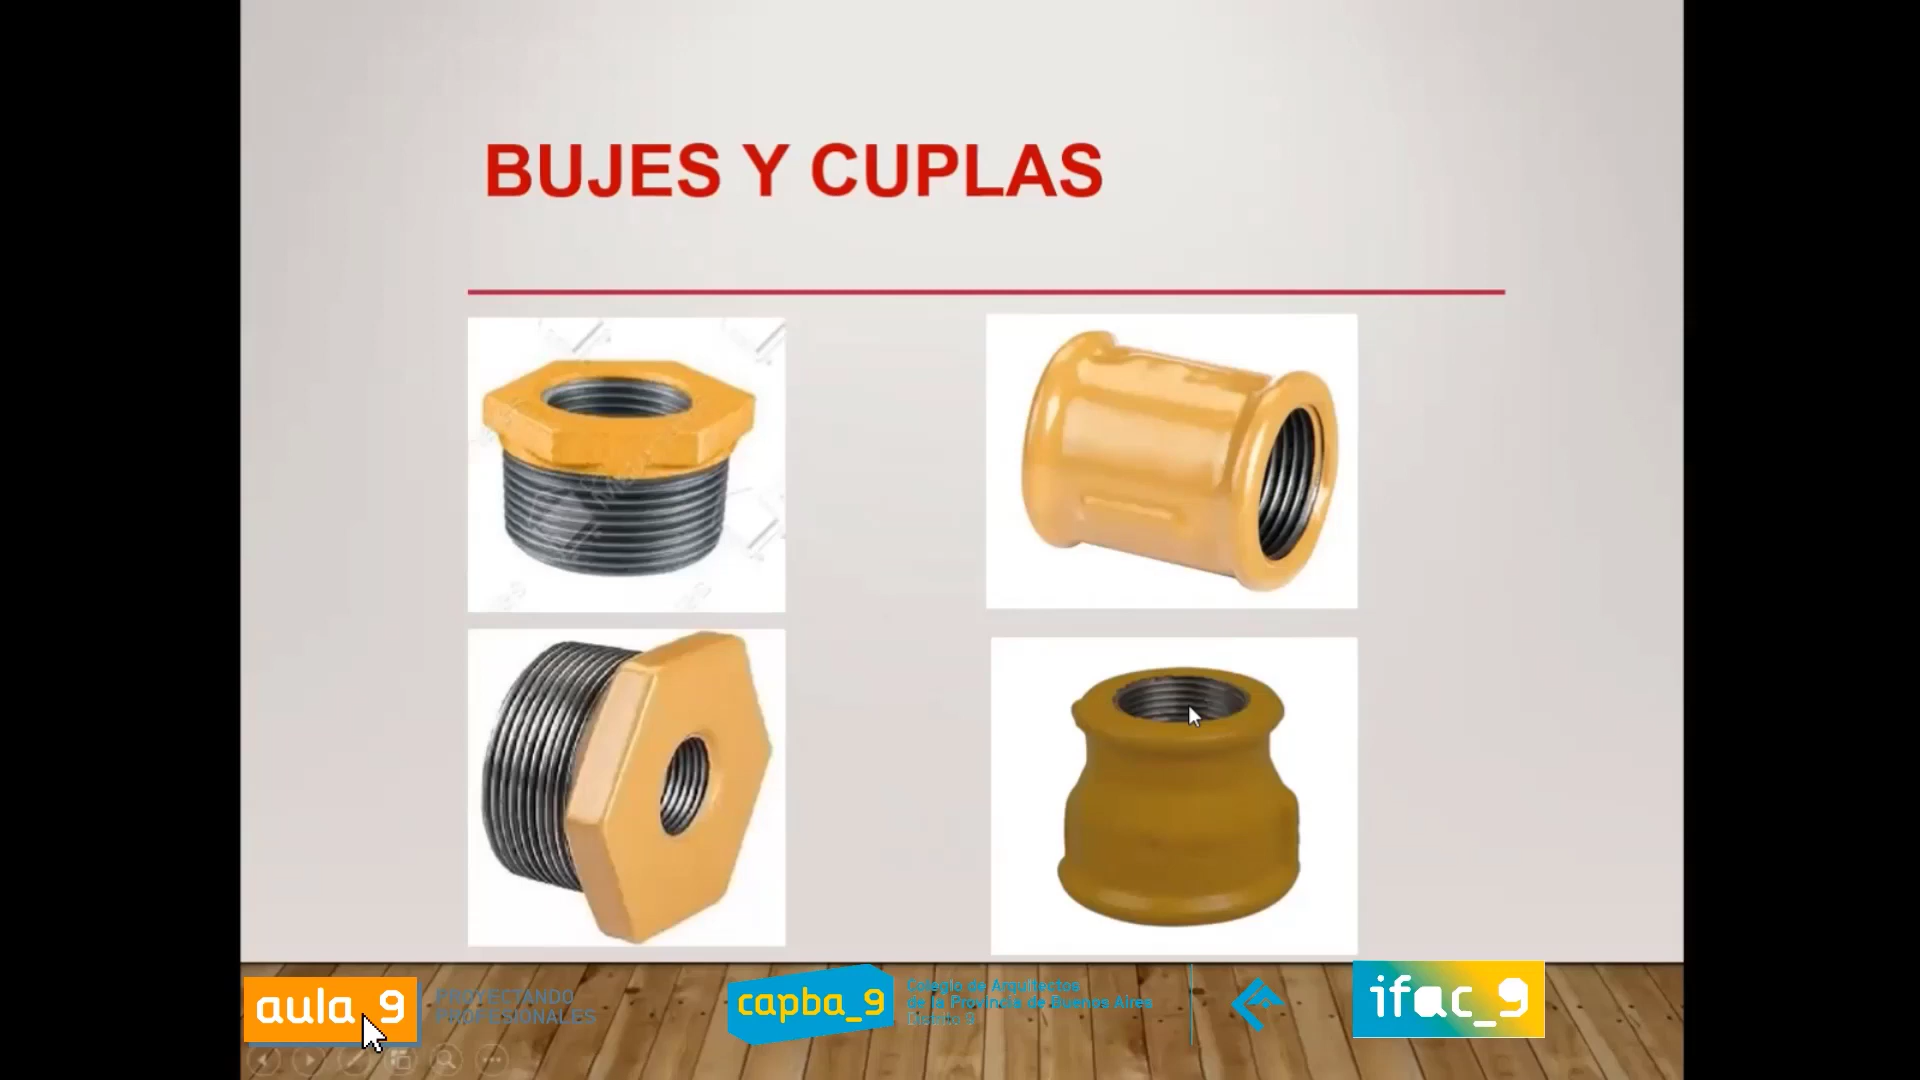 BUJES Y CUPLAS
aula_9
PROYECTANDO
PROFESIONALES
capba_9
Colegio de Arquitectos
de la Provincia de Buenos Aires
Distrito 9
ifac_9